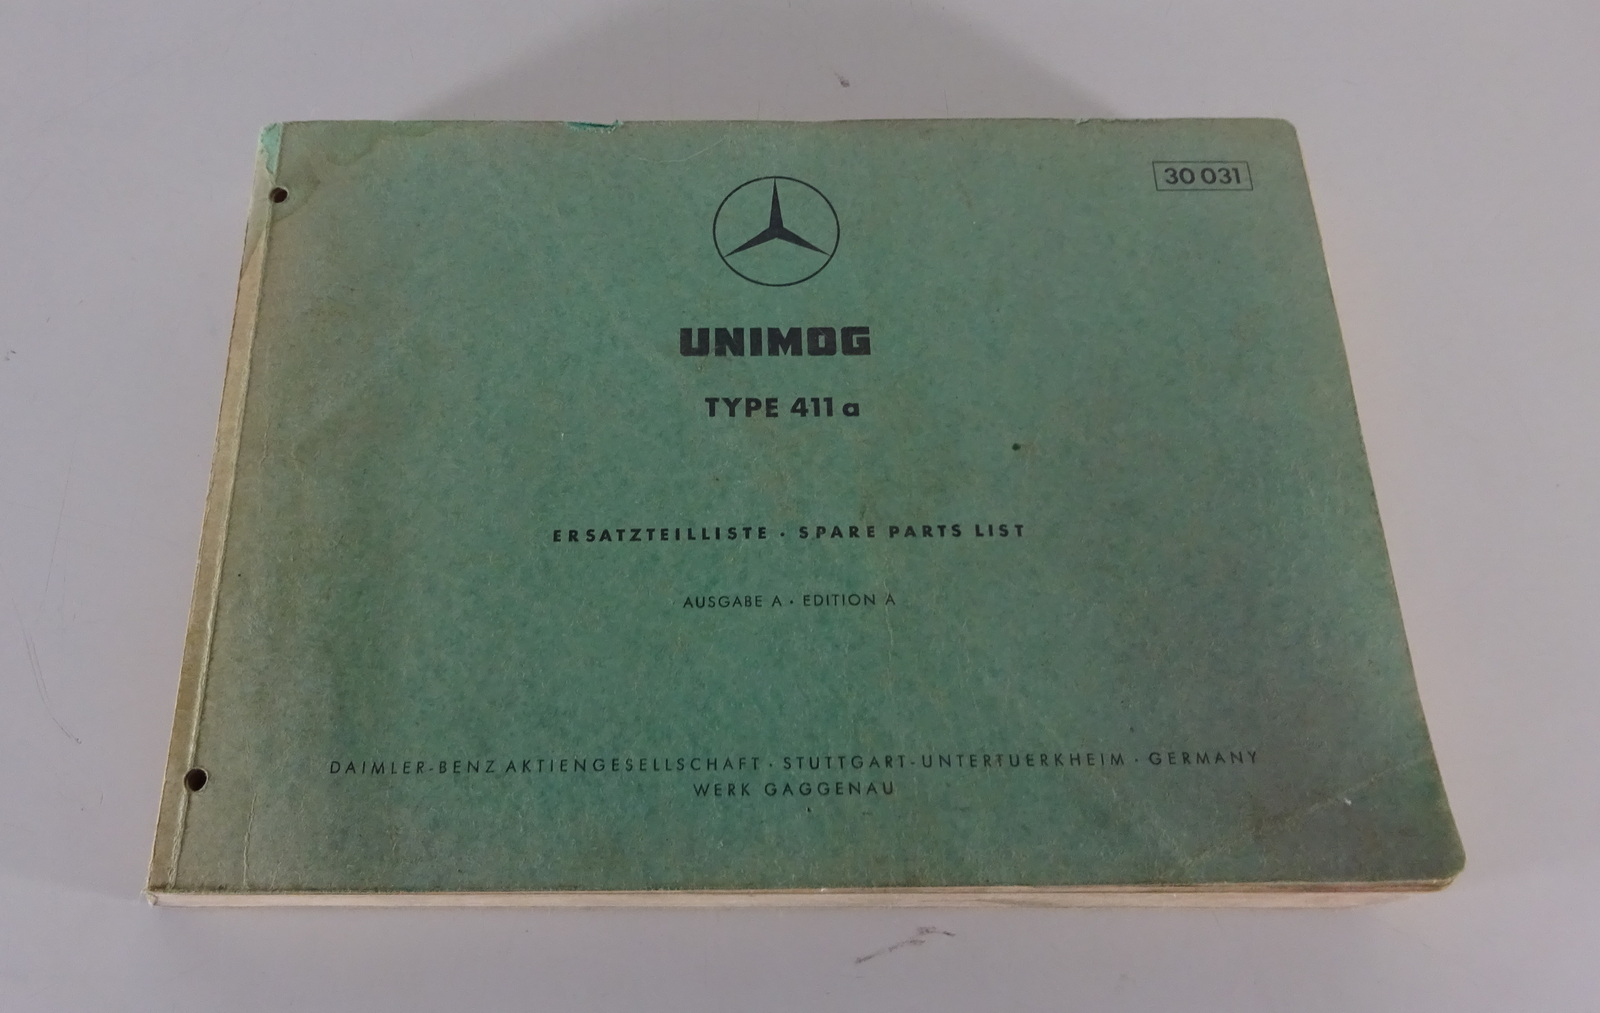 30 031
UNIMOG
TYPE 411 a
ERSATZTEILLISTE · SPARE PARTS LIST
AUSGABE A · EDITION A
DAIMLER-BENZ AKTIENGESELLSCHAFT · STUTTGART-UNTERTUERKHEIM · GERMANY
WERK GAGGENAU